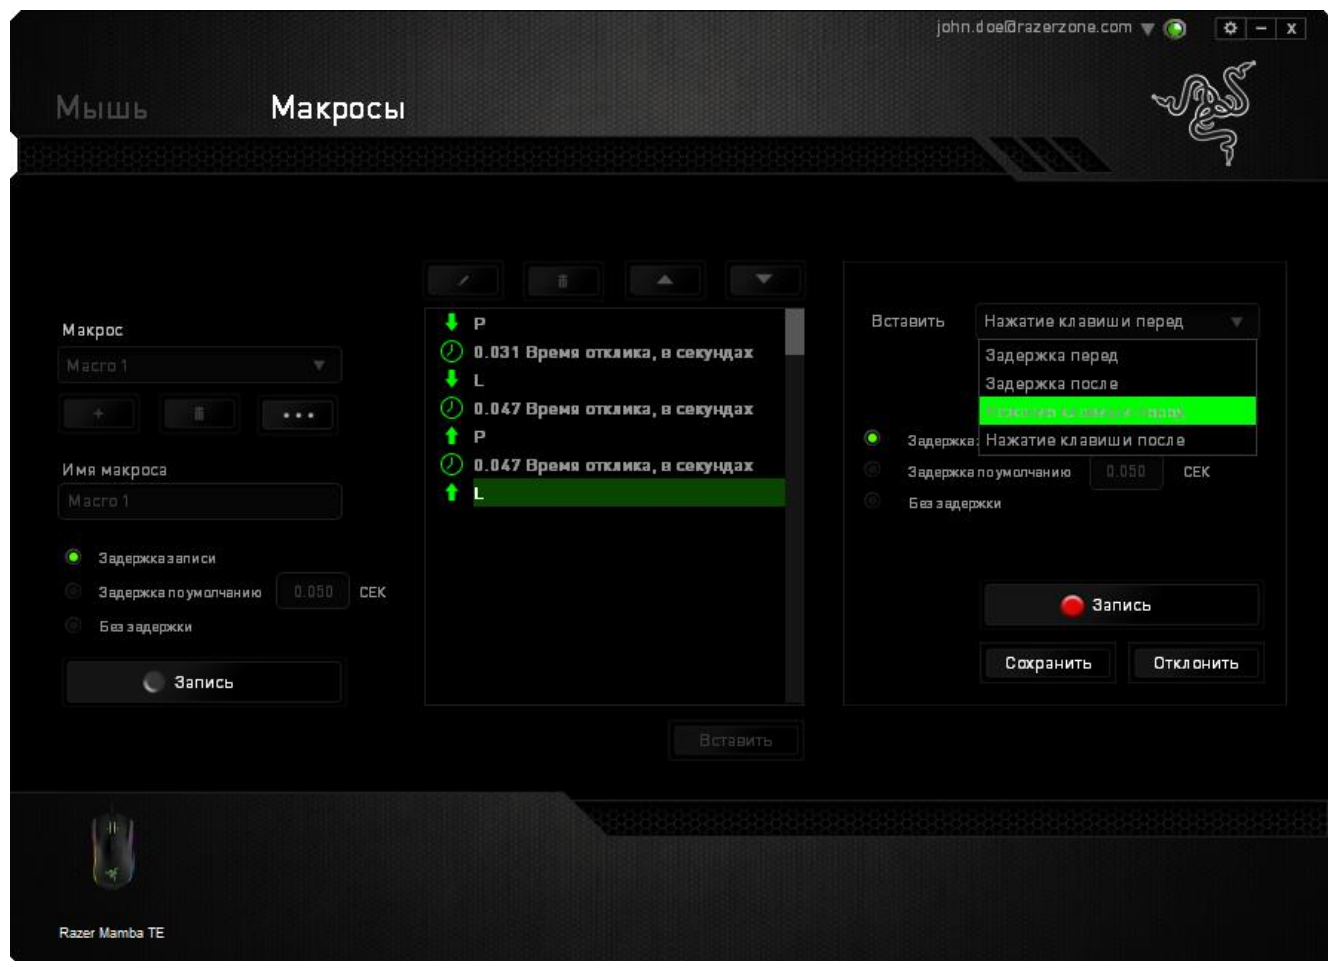 john.doe@razerzone.com
Мышь
Макросы
Макрос
Macro 1
Имя макроса
Macro 1
Задержка записи
Задержка по умолчанию 0.050 СЕК
Без задержки
Запись
P
0.031 Время отклика, в секундах
L
0.047 Время отклика, в секундах
P
0.047 Время отклика, в секундах
L
Вставить
Вставить Нажатие клавиши перед
Задержка перед
Задержка после
Нажатие клавиши перед
Нажатие клавиши после
Задержка
Задержка по умолчанию 0.050 СЕК
Без задержки
Запись
Сохранить Отклонить
Razer Mamba TE